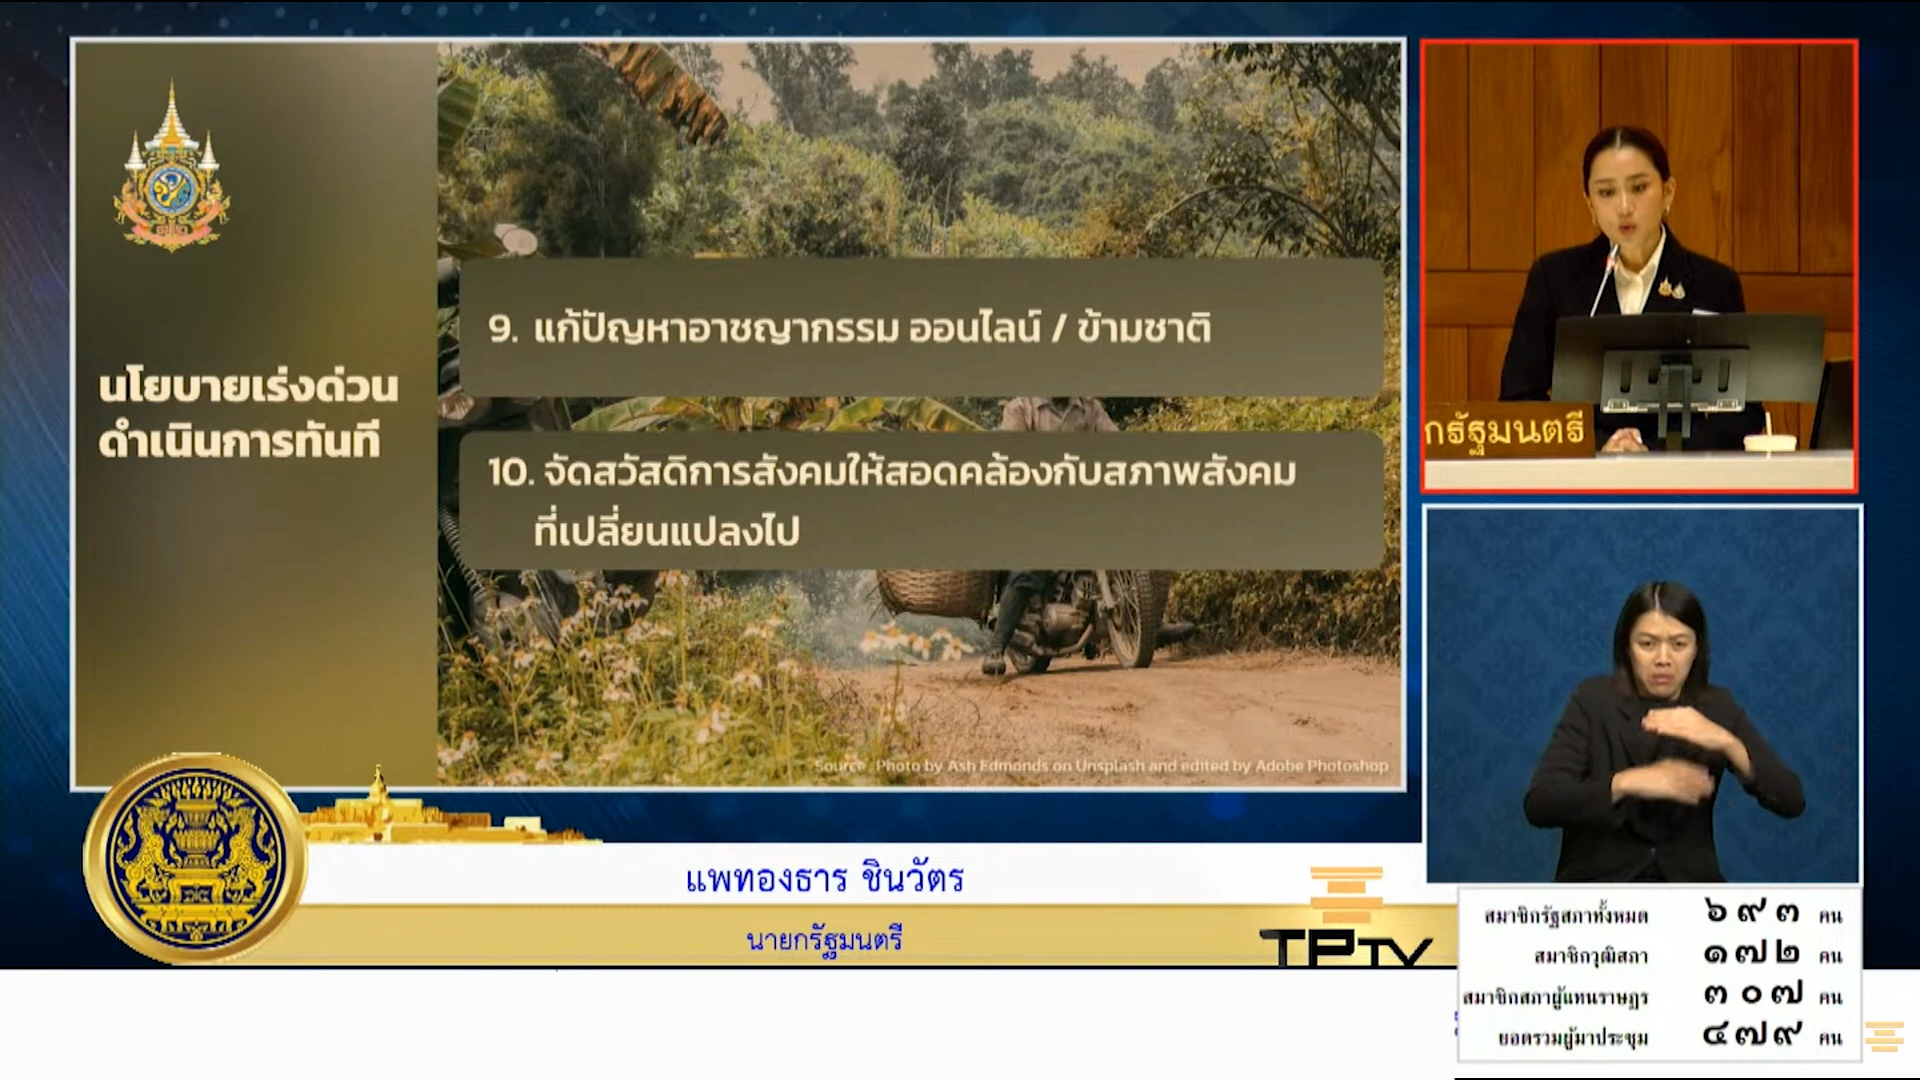 นโยบายเร่งด่วน
ดำเนินการทันที
9. แก้ปัญหาอาชญากรรม ออนไลน์ / ข้ามชาติ
10. จัดสวัสดิการสังคมให้สอดคล้องกับสภาพสังคม
ที่เปลี่ยนแปลงไป
Source : Photo by Ash Edmonds on Unsplash and edited by Adobe Photoshop
กรัฐมนตรี
แพทองธาร ชินวัตร
นายกรัฐมนตรี
TPTV
สมาชิกรัฐสภาทั้งหมด ๖๙๓ คน
สมาชิกวุฒิสภา ๑๗๒ คน
สมาชิกสภาผู้แทนราษฎร ๓๐๗ คน
ยอดรวมผู้มาประชุม ๔๗๙ คน